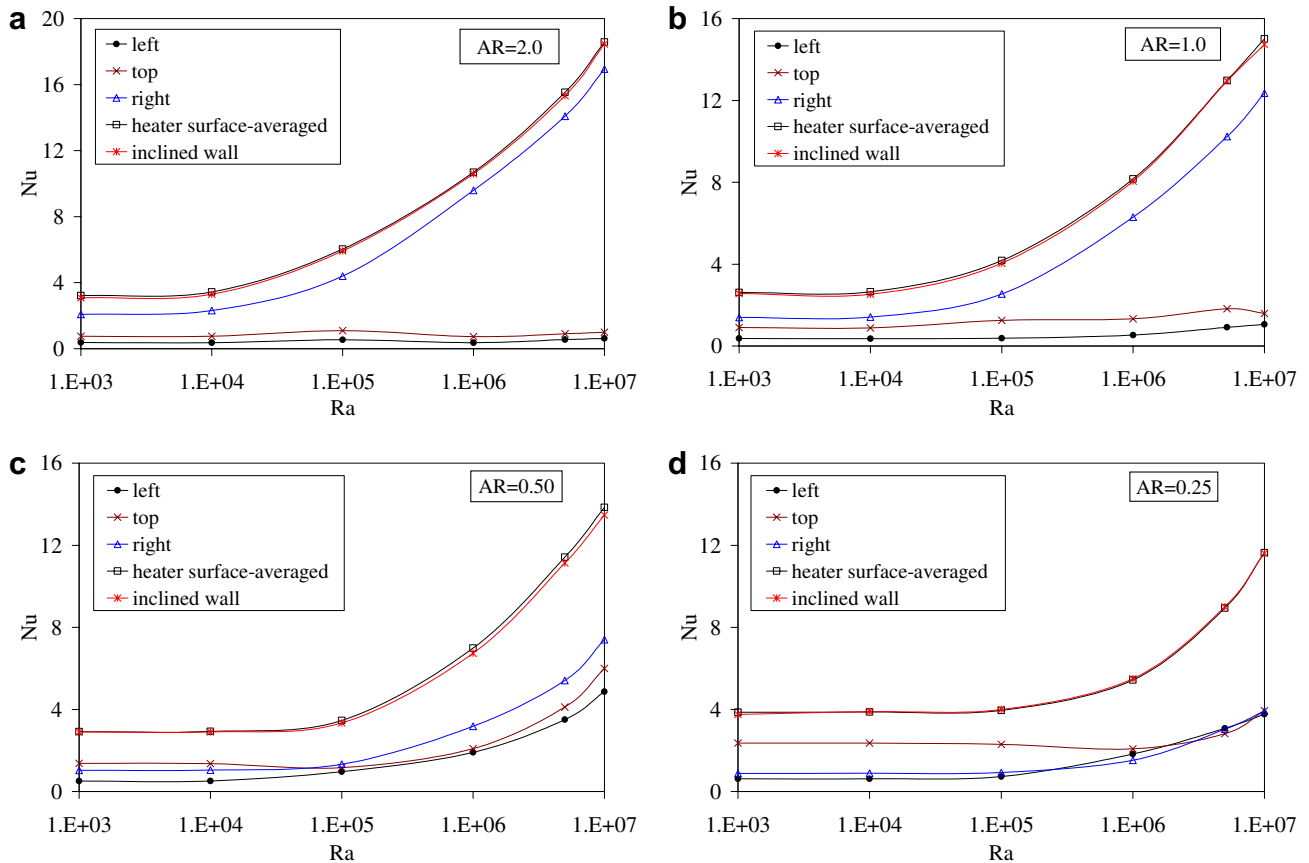 a
AR=2.0
left
top
right
heater surface-averaged
inclined wall
Nu
20
16
12
8
4
0
1.E+03 1.E+04 1.E+05 1.E+06 1.E+07
Ra
b
AR=1.0
left
top
right
heater surface-averaged
inclined wall
Nu
16
12
8
4
0
1.E+03 1.E+04 1.E+05 1.E+06 1.E+07
Ra
c
AR=0.50
left
top
right
heater surface-averaged
inclined wall
Nu
16
12
8
4
0
1.E+03 1.E+04 1.E+05 1.E+06 1.E+07
Ra
d
AR=0.25
left
top
right
heater surface-averaged
inclined wall
Nu
16
12
8
4
0
1.E+03 1.E+04 1.E+05 1.E+06 1.E+07
Ra